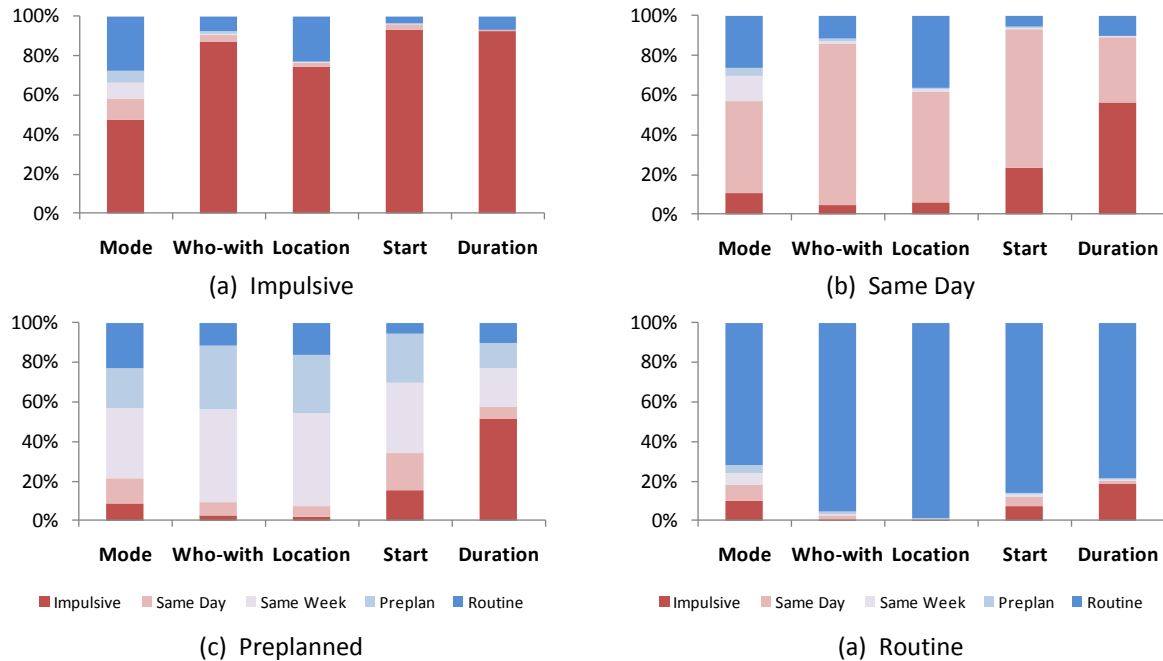 100%
80%
60%
40%
20%
0%
Mode Who-with Location Start Duration
(a) Impulsive
100%
80%
60%
40%
20%
0%
Mode Who-with Location Start Duration
(b) Same Day
100%
80%
60%
40%
20%
0%
Mode Who-with Location Start Duration
Impulsive Same Day Same Week Preplan Routine
(c) Preplanned
100%
80%
60%
40%
20%
0%
Mode Who-with Location Start Duration
Impulsive Same Day Same Week Preplan Routine
(a) Routine